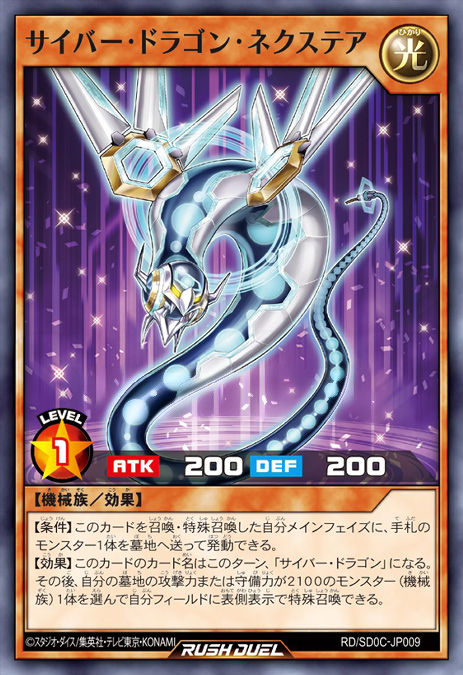 サイバー・ドラゴン・ネクステア
ひかり
光
LEVEL
1
ATK 200 DEF 200
【機械族/効果】
【条件】このカードを召喚・特殊召喚した自分メインフェイズに、手札の
モンスター1体を墓地へ送って発動できる。
【効果】このカードのカード名はこのターン、「サイバー・ドラゴン」になる。
その後、自分の墓地の攻撃力または守備力が2100のモンスター(機械
族)1体を選んで自分フィールドに表側表示で特殊召喚できる。
©スタジオ・ダイス/集英社・テレビ東京・KONAMI
RUSH DUEL
RD/SD0C-JP009